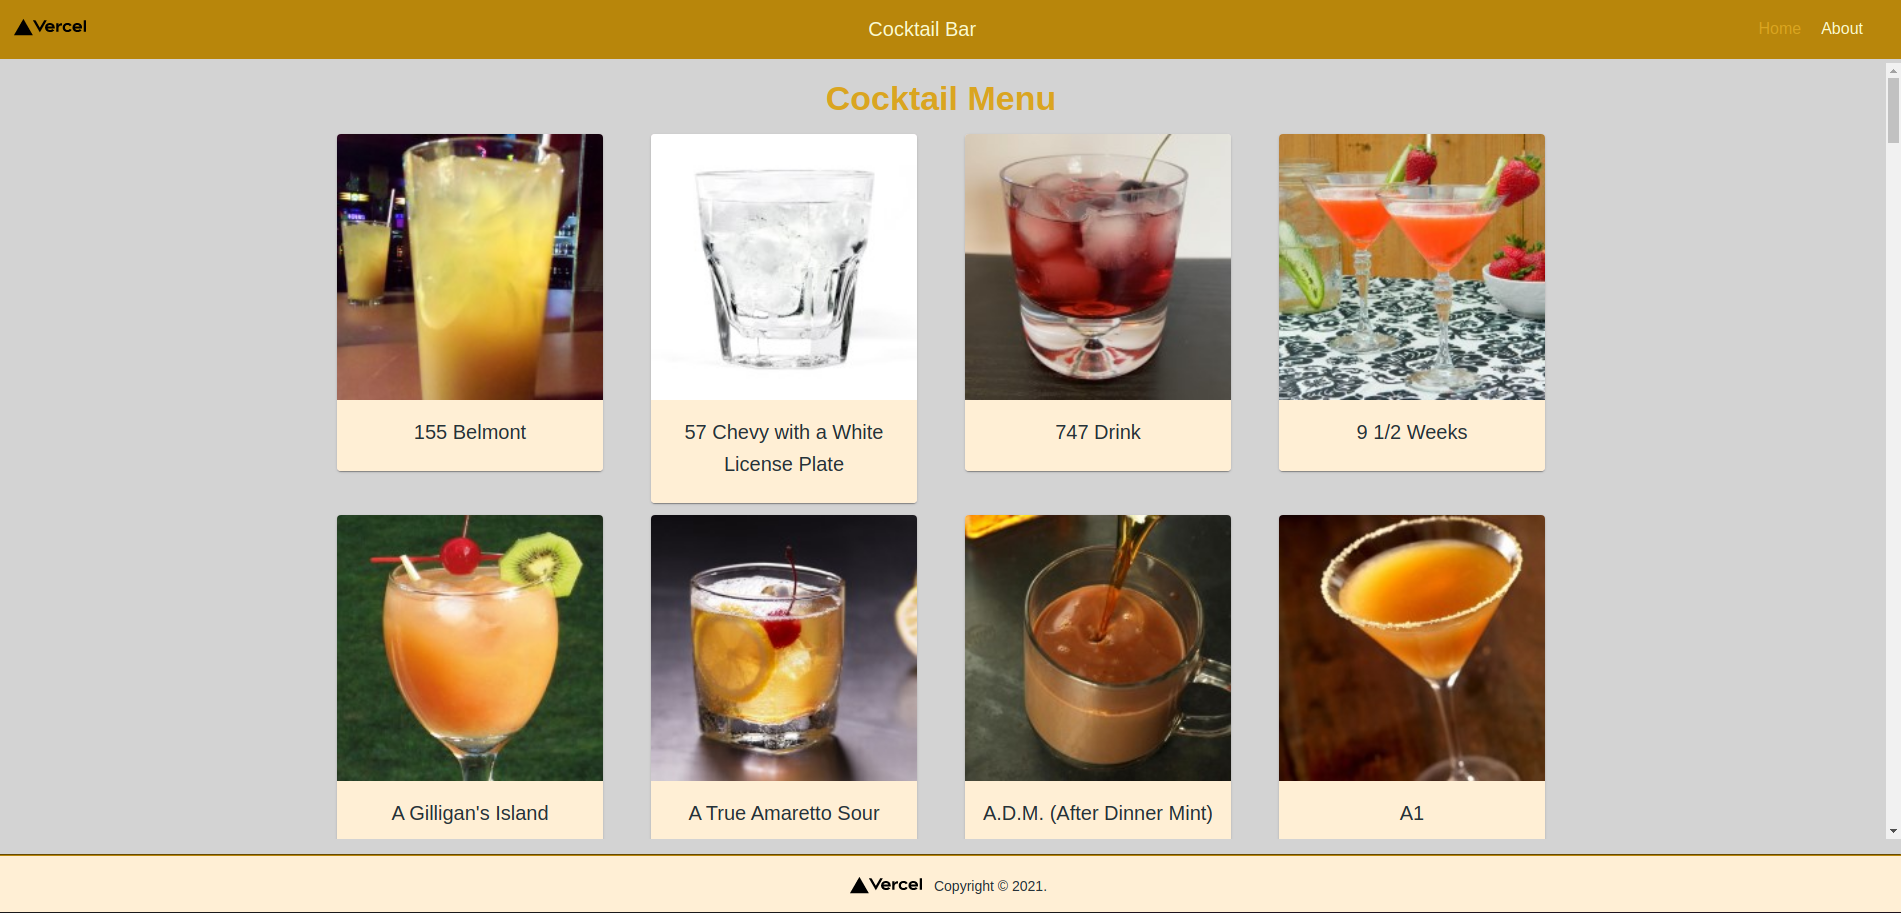 Vercel
Cocktail Bar
Home
About
Cocktail Menu
155 Belmont
57 Chevy with a White
License Plate
747 Drink
9 1/2 Weeks
A Gilligan's Island
A True Amaretto Sour
A.D.M. (After Dinner Mint)
A1
Vercel
Copyright © 2021.